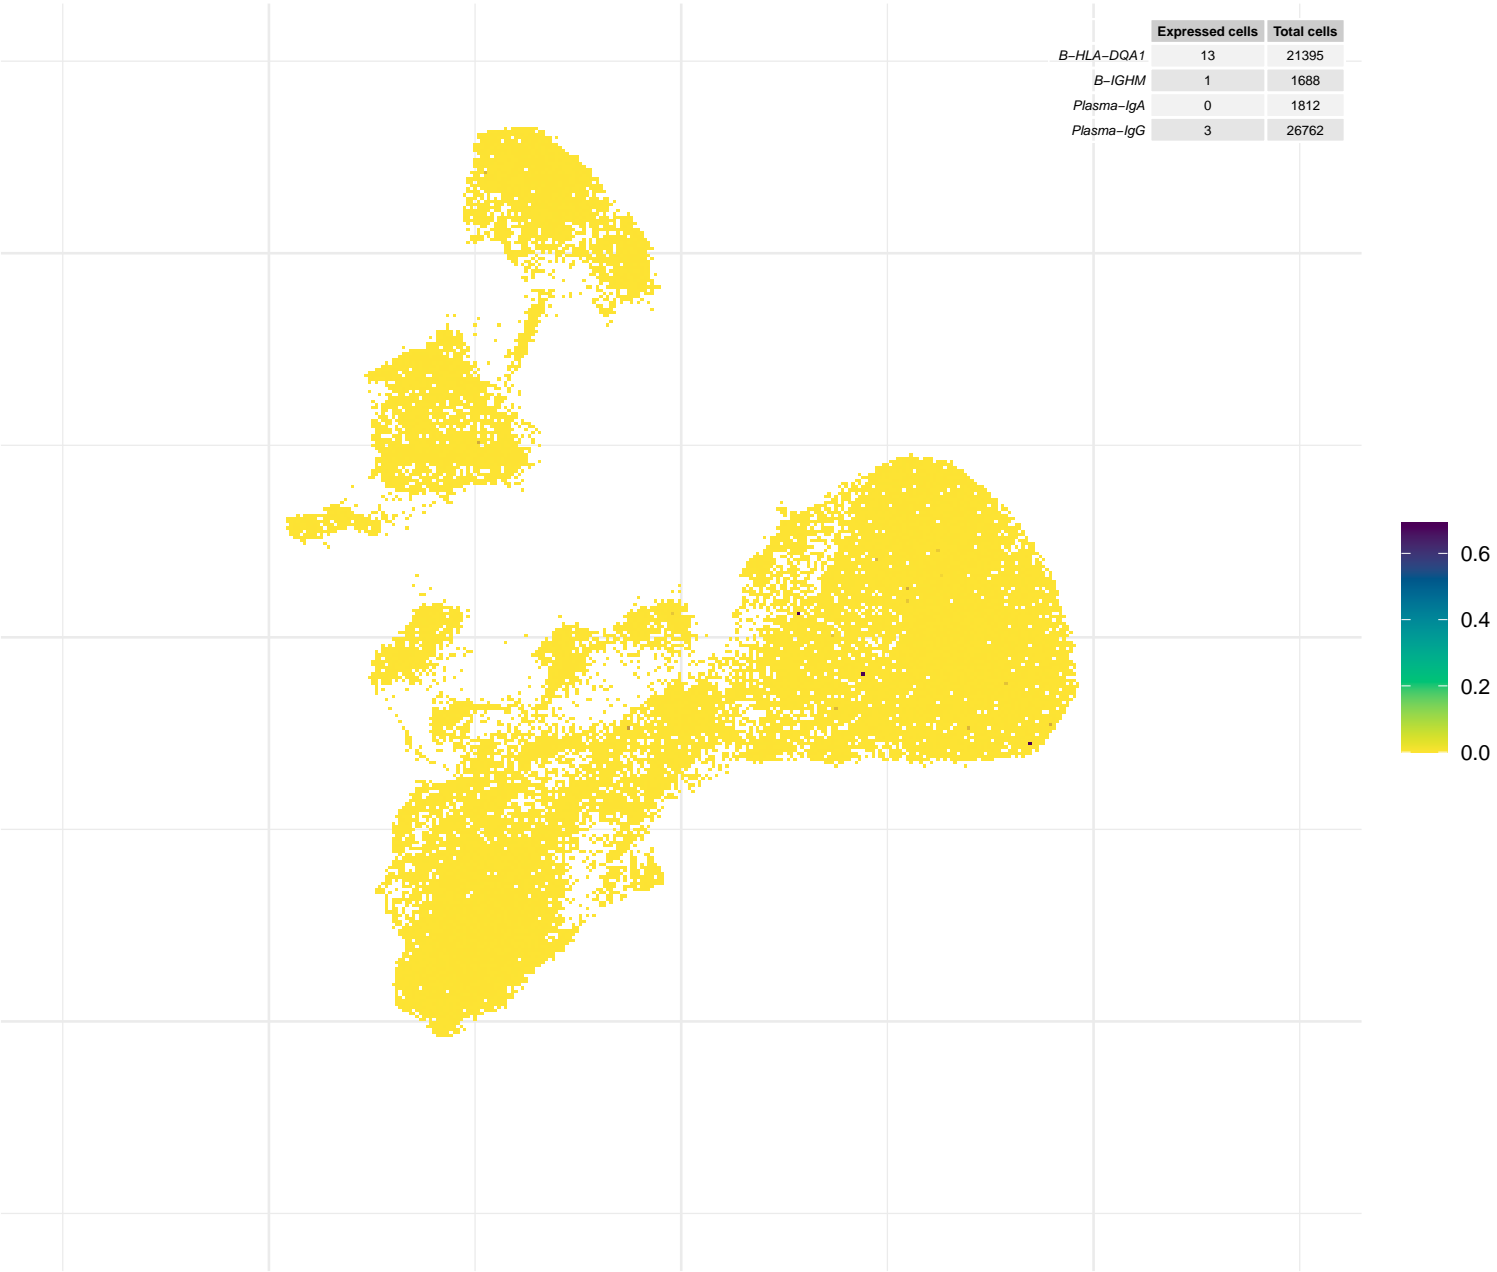 Expressed cells Total cells
B−HLA−DQA1 13 21395
B−IGHM 1 1688
Plasma−IgA 0 1812
Plasma−IgG 3 26762
0.6
0.4
0.2
0.0